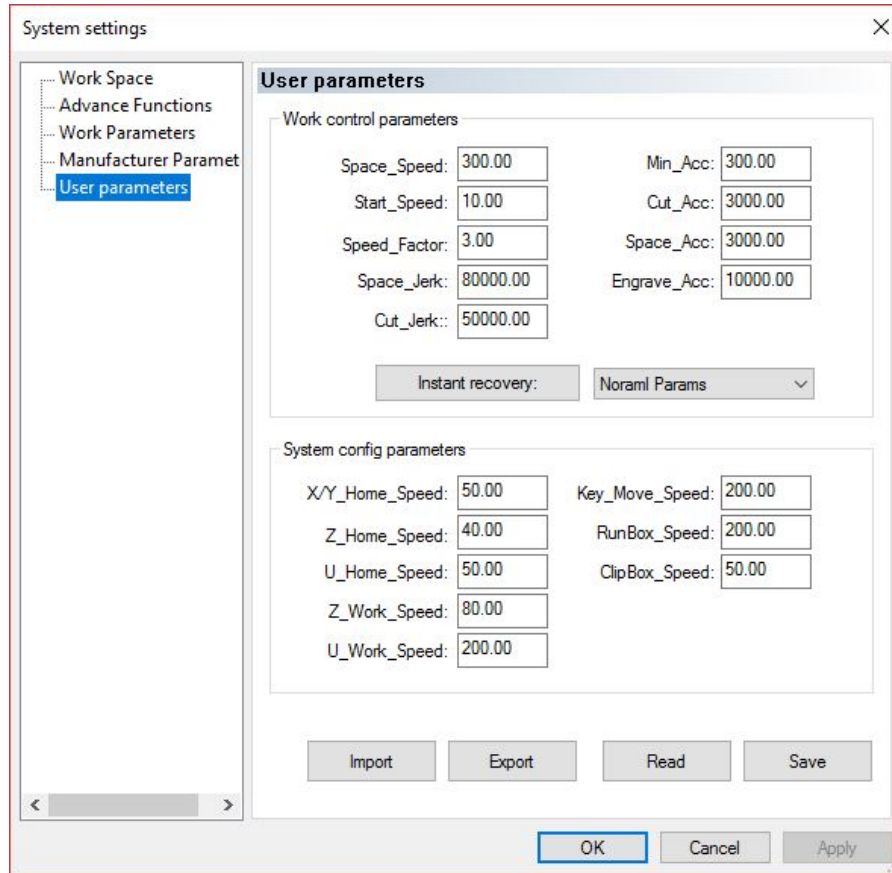 System settings
Work Space
Advance Functions
Work Parameters
Manufacturer Paramet
User parameters
User parameters
Work control parameters
Space_Speed: 300.00 Min_Acc: 300.00
Start_Speed: 10.00 Cut_Acc: 3000.00
Speed_Factor: 3.00 Space_Acc: 3000.00
Space_Jerk: 80000.00 Engrave_Acc: 10000.00
Cut_Jerk:: 50000.00
Instant recovery: Noraml Params
System config parameters
X/Y_Home_Speed: 50.00 Key_Move_Speed: 200.00
Z_Home_Speed: 40.00 RunBox_Speed: 200.00
U_Home_Speed: 50.00 ClipBox_Speed: 50.00
Z_Work_Speed: 80.00
U_Work_Speed: 200.00
Import Export Read Save
OK Cancel Apply